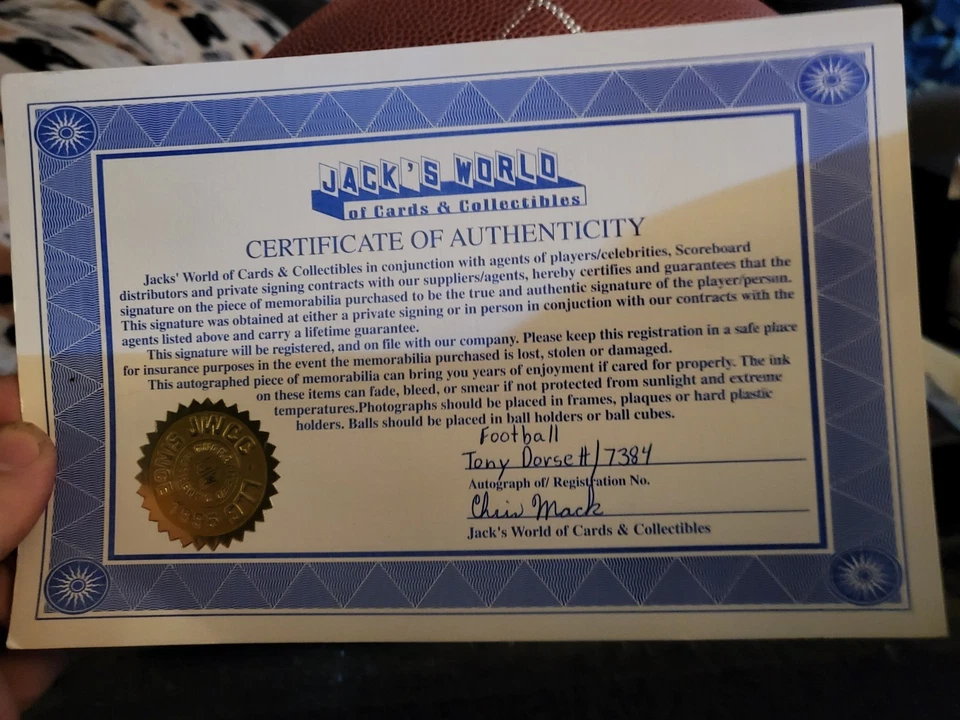 JACK'S WORLD
of Cards & Collectibles
CERTIFICATE OF AUTHENTICITY
Jacks' World of Cards & Collectibles in conjunction with agents of players/celebrities, Scoreboard
distributors and private signing contracts with our suppliers/agents, hereby certifies and guarantees that the
signature on the piece of memorabilia purchased to be the true and authentic signature of the player/person.
This signature was obtained at either a private signing or in person in conjuction with our contracts with the
agents listed above and carry a lifetime guarantee.
This signature will be registered, and on file with our company. Please keep this registration in a safe place
for insurance purposes in the event the memorabilia purchased is lost, stolen or damaged.
This autographed piece of memorabilia can bring you years of enjoyment if cared for properly. The ink
on these items can fade, bleed, or smear if not protected from sunlight and extreme
temperatures.Photographs should be placed in frames, plaques or hard plastic
holders. Balls should be placed in ball holders or ball cubes.
Football
Tony Dorsett/7384
Autograph of/ Registration No.
Chris Mack
Jack's World of Cards & Collectibles
JWCC